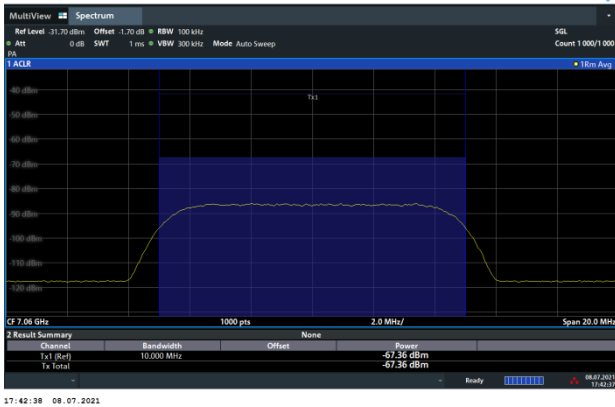 MultiView Spectrum
Ref Level -31.70 dBm Offset -1.70 dB RBW 100 kHz SGL
Att 0 dB SWT 1 ms VBW 300 kHz Mode Auto Sweep Count 1000/1000
PA
1 ACLR 1Rm Avg
-40 dBm
Tx1
-50 dBm
-60 dBm
-70 dBm
-80 dBm
-90 dBm
-100 dBm
-110 dBm
-120 dBm
CF 7.06 GHz 1000 pts 2.0 MHz/ Span 20.0 MHz
2 Result Summary None
Channel Bandwidth Offset Power
Tx1 (Ref) 10.000 MHz -67.36 dBm
Tx Total -67.36 dBm
Ready 08.07.2021
17:42:37
17:42:38 08.07.2021